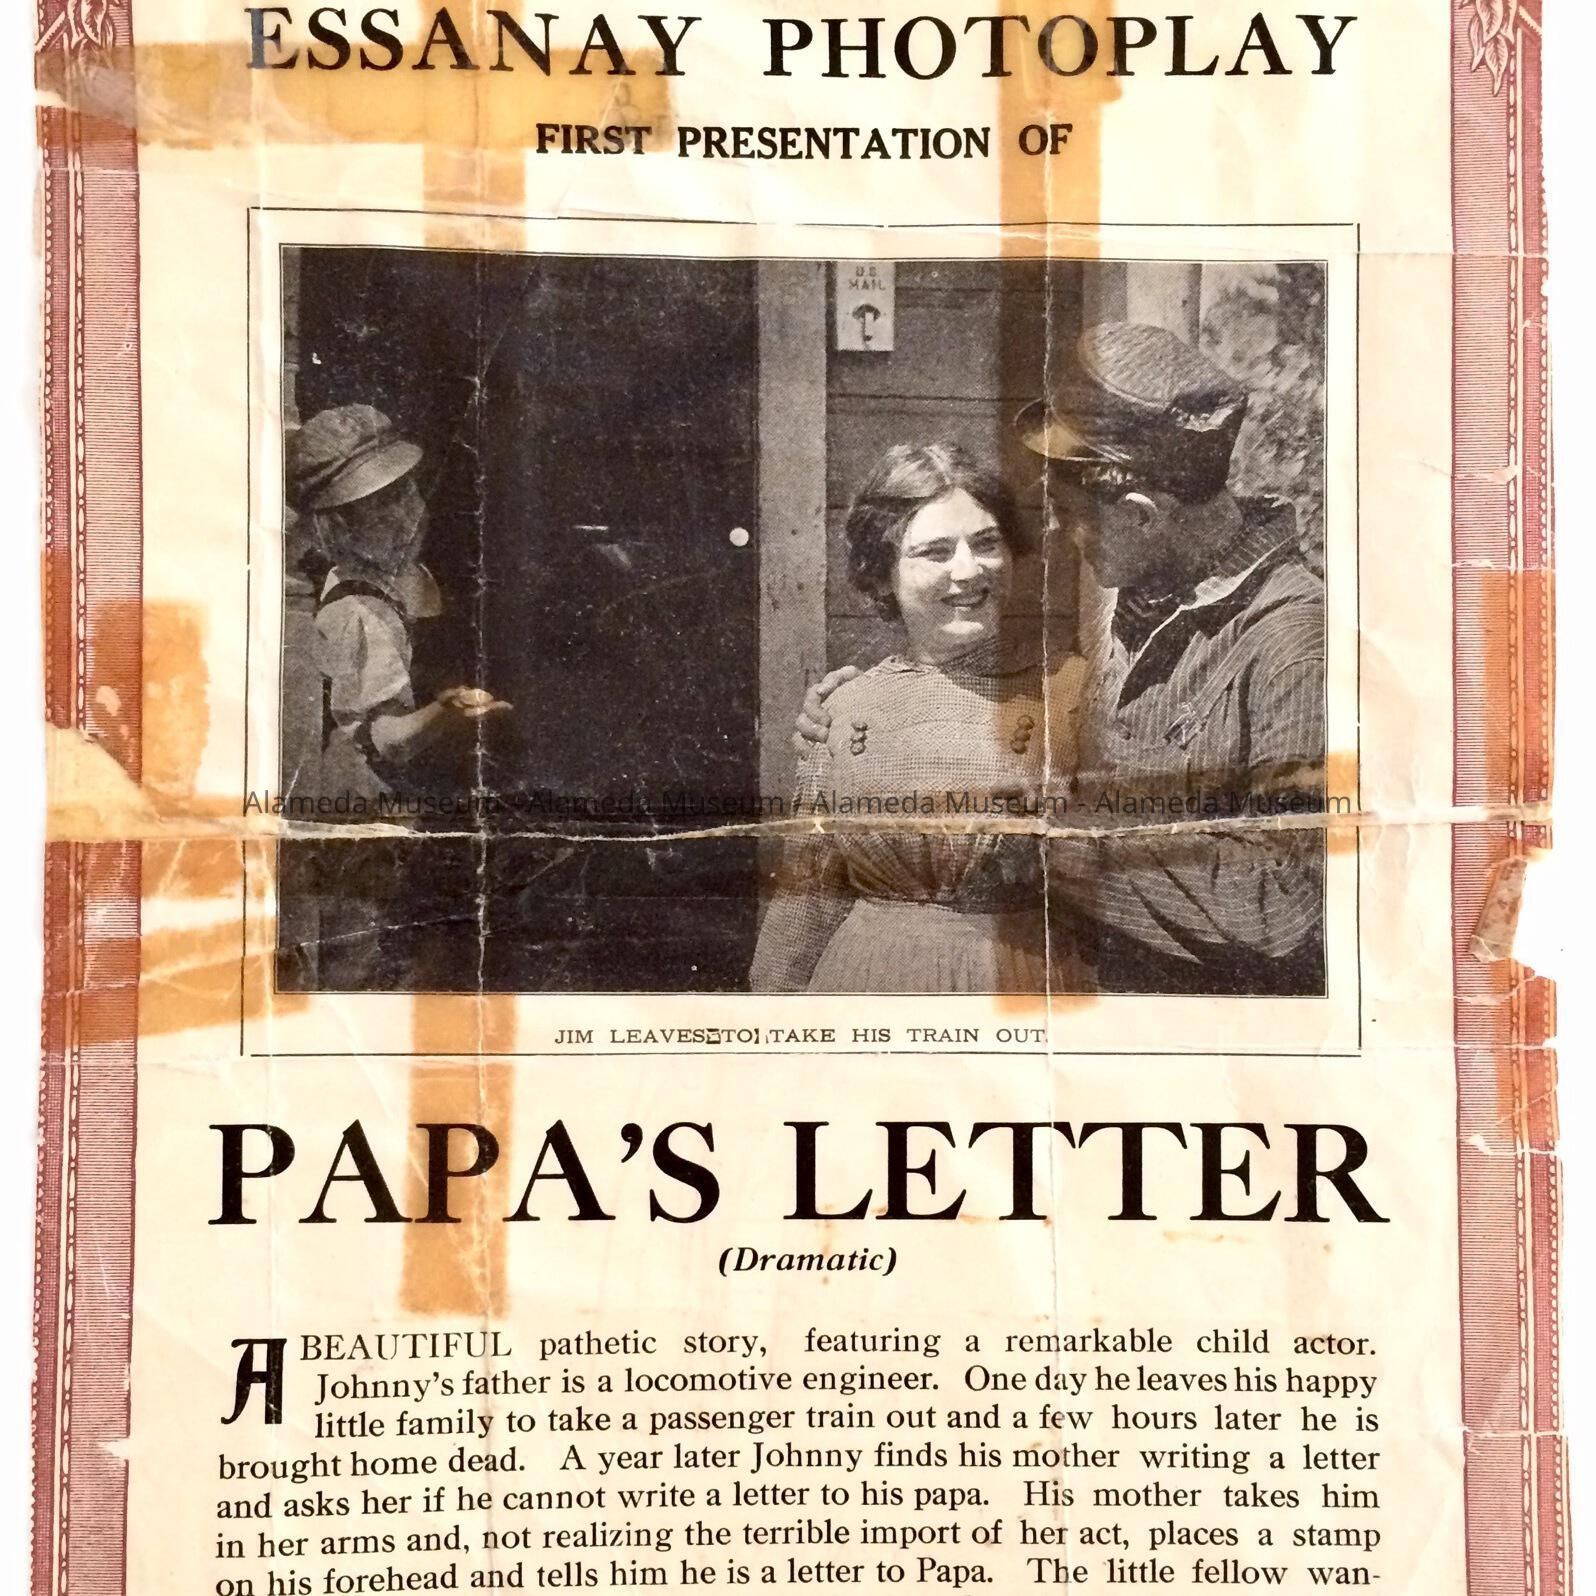 ESSANAY PHOTOPLAY
FIRST PRESENTATION OF
U.S.
MAIL
Alameda Museum - Alameda Museum - Alameda Museum - Alameda Museum
JIM LEAVES TO TAKE HIS TRAIN OUT.
PAPA'S LETTER
(Dramatic)
A BEAUTIFUL pathetic story, featuring a remarkable child actor.
Johnny's father is a locomotive engineer. One day he leaves his happy
little family to take a passenger train out and a few hours later he is
brought home dead. A year later Johnny finds his mother writing a letter
and asks her if he cannot write a letter to his papa. His mother takes him
in her arms and, not realizing the terrible import of her act, places a stamp
on his forehead and tells him he is a letter to Papa. The little fellow wan-